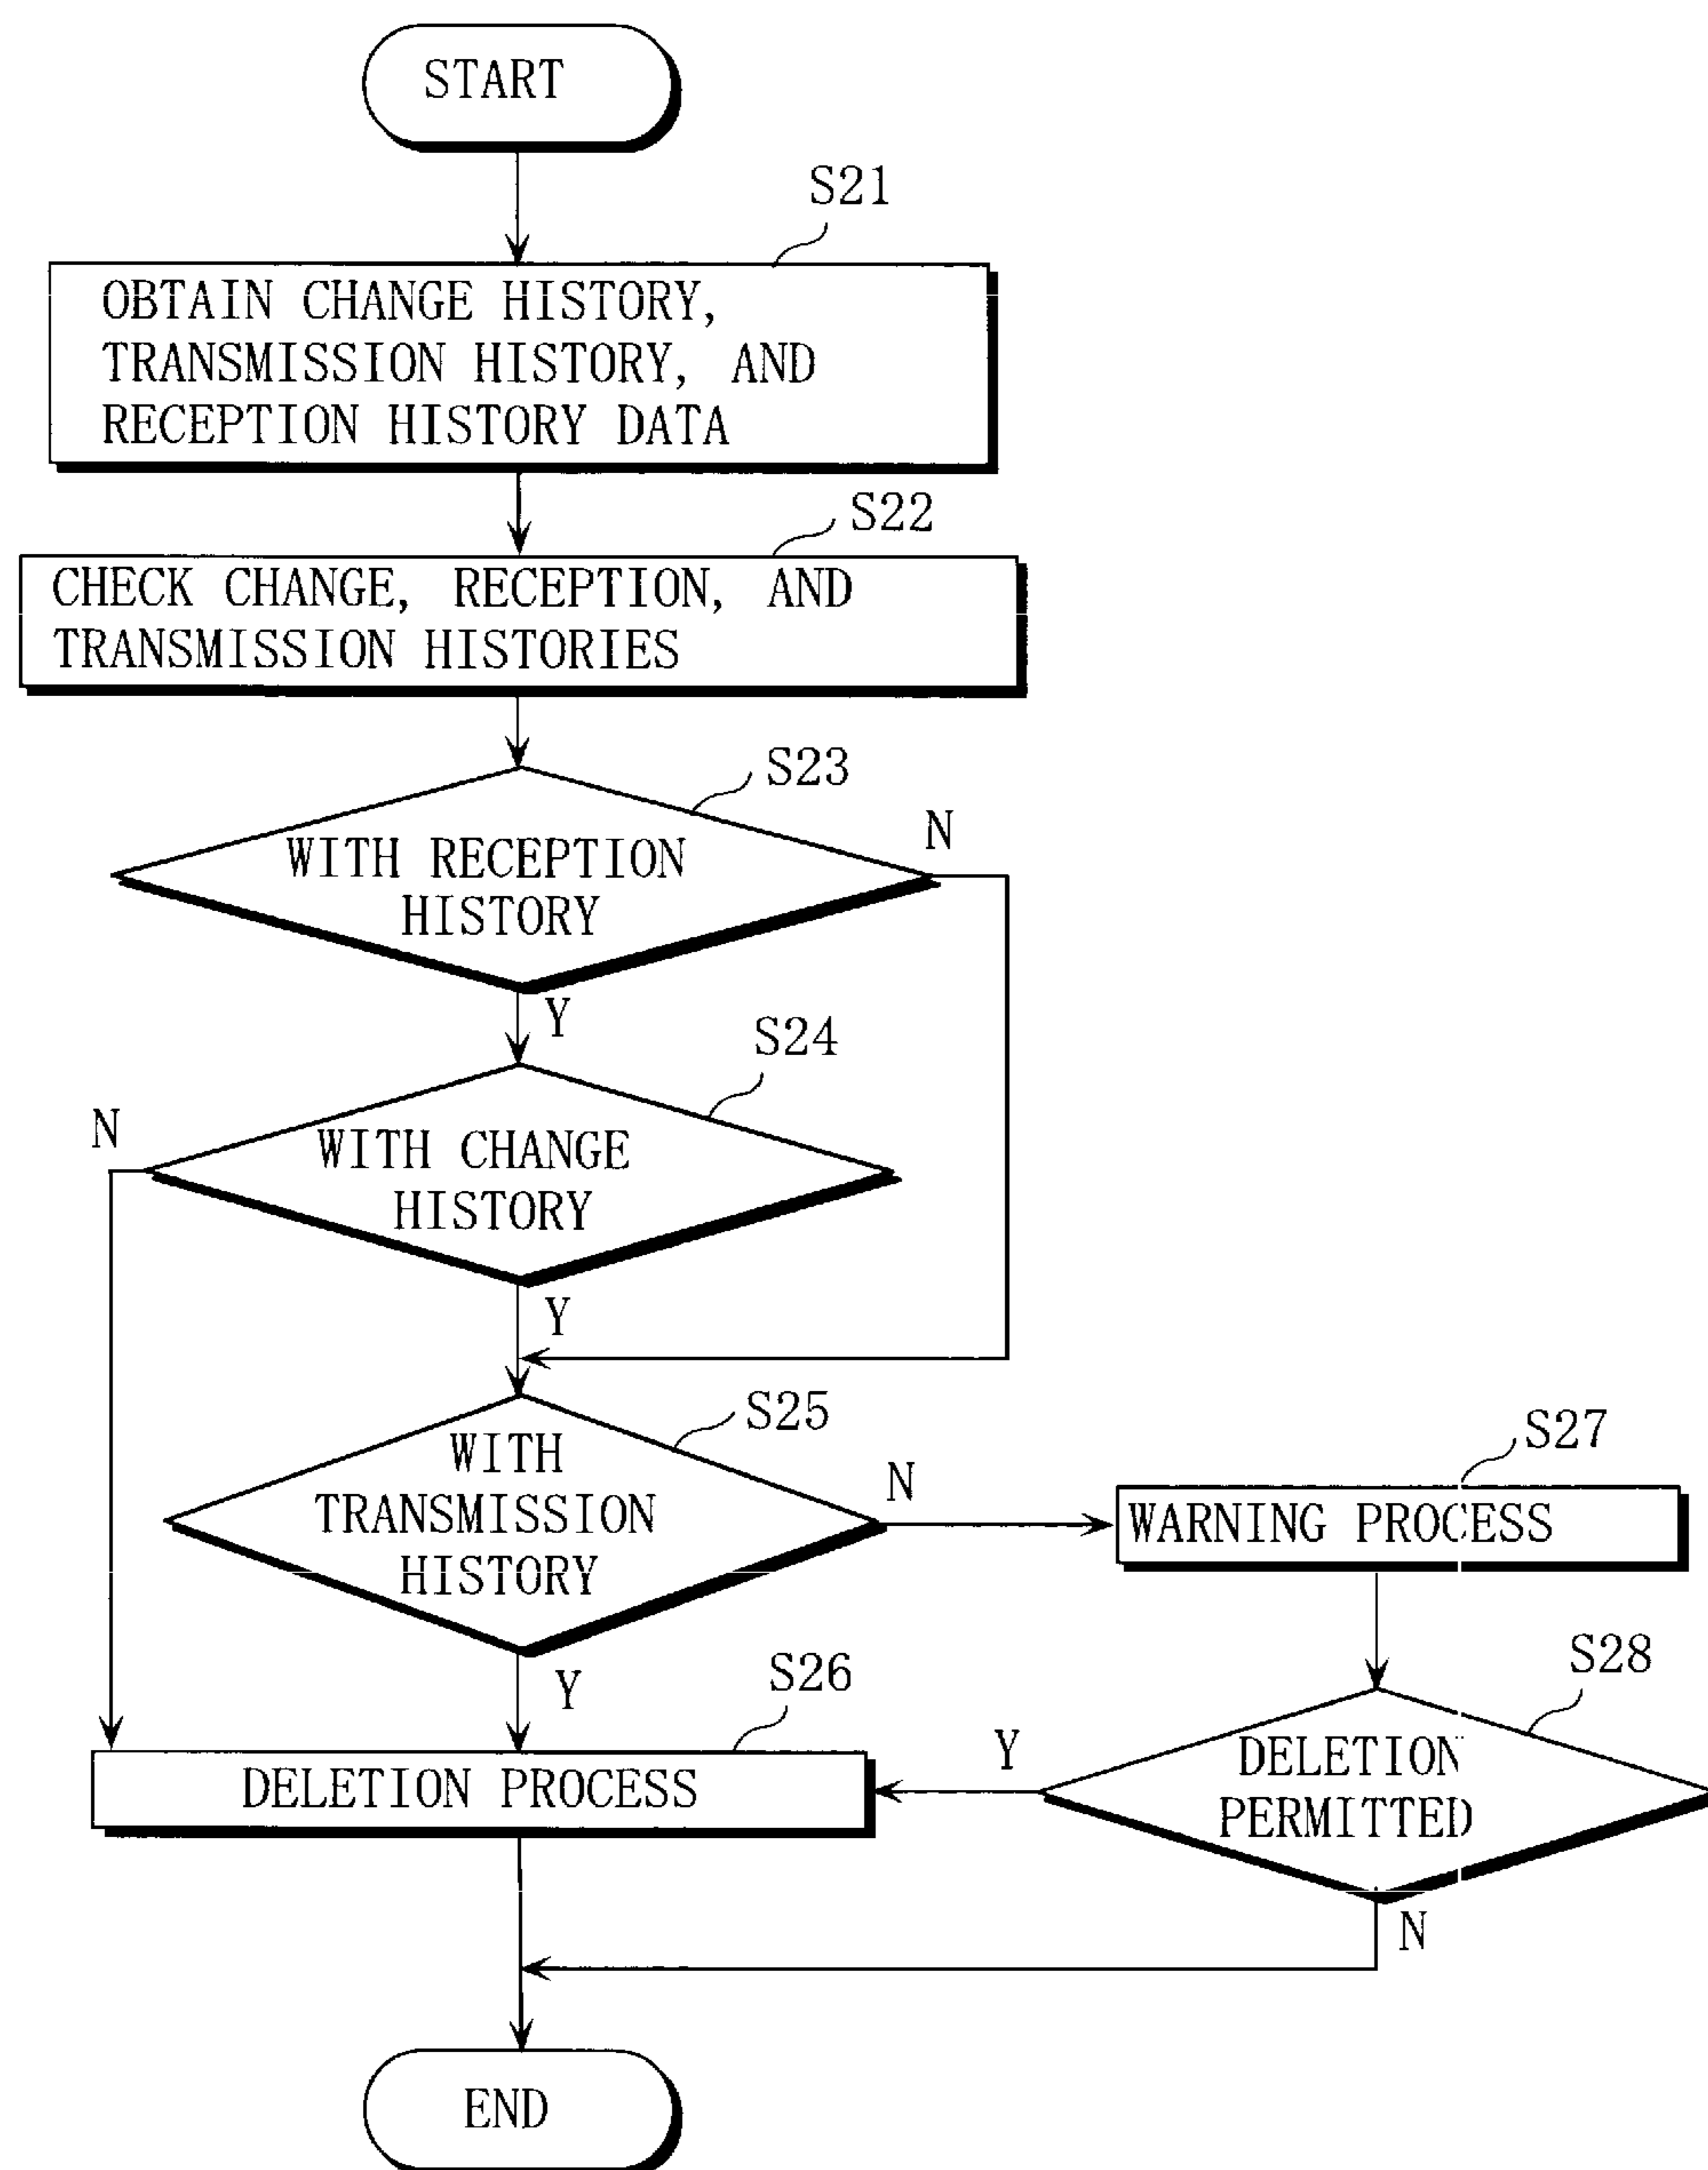 START
S21
OBTAIN CHANGE HISTORY,
TRANSMISSION HISTORY, AND
RECEPTION HISTORY DATA
S22
CHECK CHANGE, RECEPTION, AND
TRANSMISSION HISTORIES
S23
N
WITH RECEPTION
HISTORY
Y
S24
N
WITH CHANGE
HISTORY
Y
S25
WITH
TRANSMISSION
HISTORY
N
S27
WARNING PROCESS
Y
S26
S28
DELETION PROCESS
Y
DELETION
PERMITTED
N
END